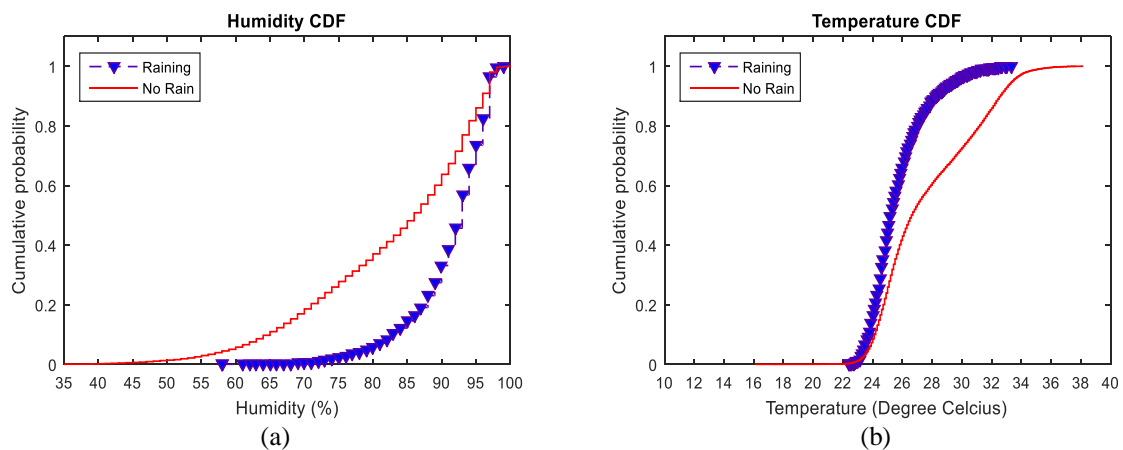 Humidity CDF
Raining
No Rain
1
0.8
0.6
0.4
0.2
0
Cumulative probability
35 40 45 50 55 60 65 70 75 80 85 90 95 100
Humidity (%)
(a)
Temperature CDF
Raining
No Rain
1
0.8
0.6
0.4
0.2
0
Cumulative probability
10 12 14 16 18 20 22 24 26 28 30 32 34 36 38 40
Temperature (Degree Celcius)
(b)